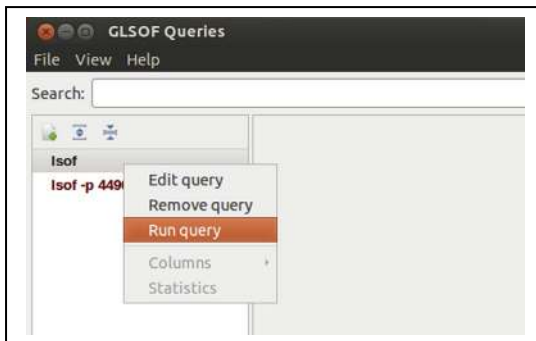 GLSOF Queries
File View Help
Search:
lsof
lsof -p 449
Edit query
Remove query
Run query
Columns
Statistics